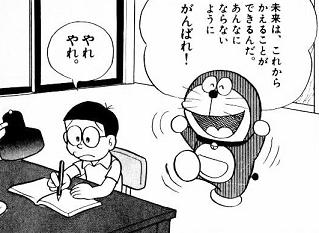 未来は、これから
かえることが
できるんだ。
あんなに
ならない
ように
がんばれ！
やれ
やれ。